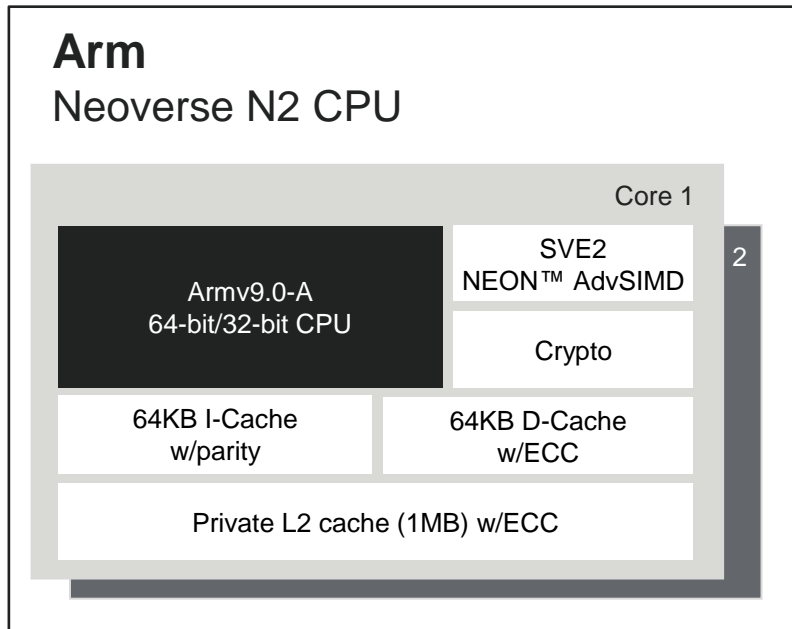 Arm
Neoverse N2 CPU
Core 1
2
Armv9.0-A
64-bit/32-bit CPU
SVE2
NEON™ AdvSIMD
Crypto
64KB I-Cache
w/parity
64KB D-Cache
w/ECC
Private L2 cache (1MB) w/ECC